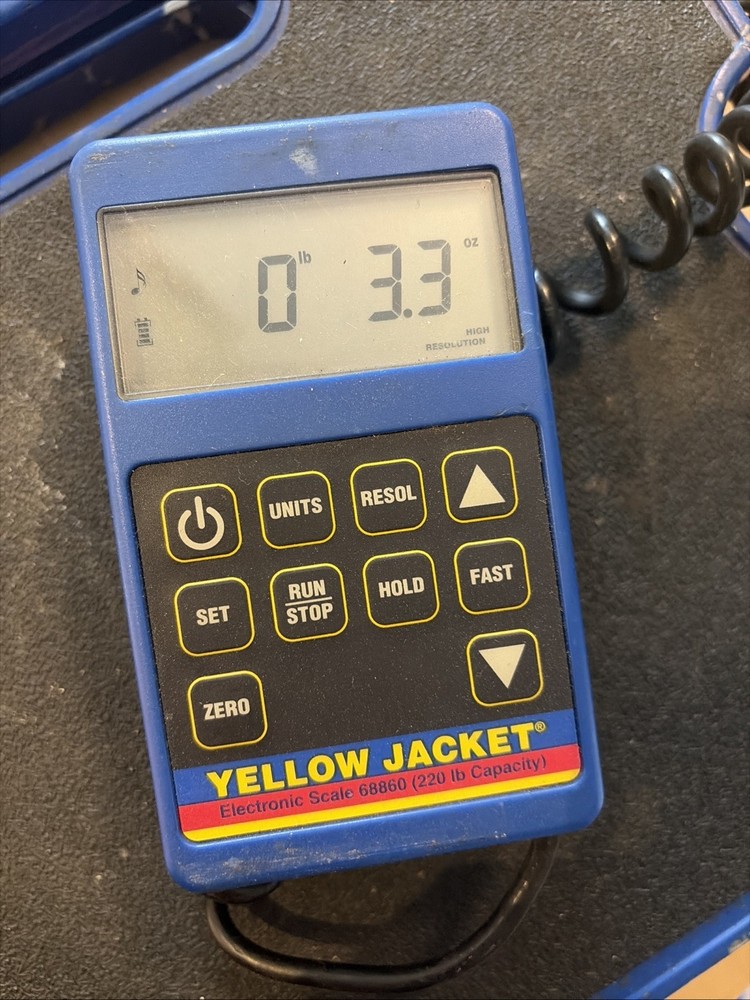 0 lb 3.3 oz
HIGH
RESOLUTION
UNITS RESOL
SET RUN STOP HOLD FAST
ZERO
YELLOW JACKET®
Electronic Scale 68860 (220 lb Capacity)